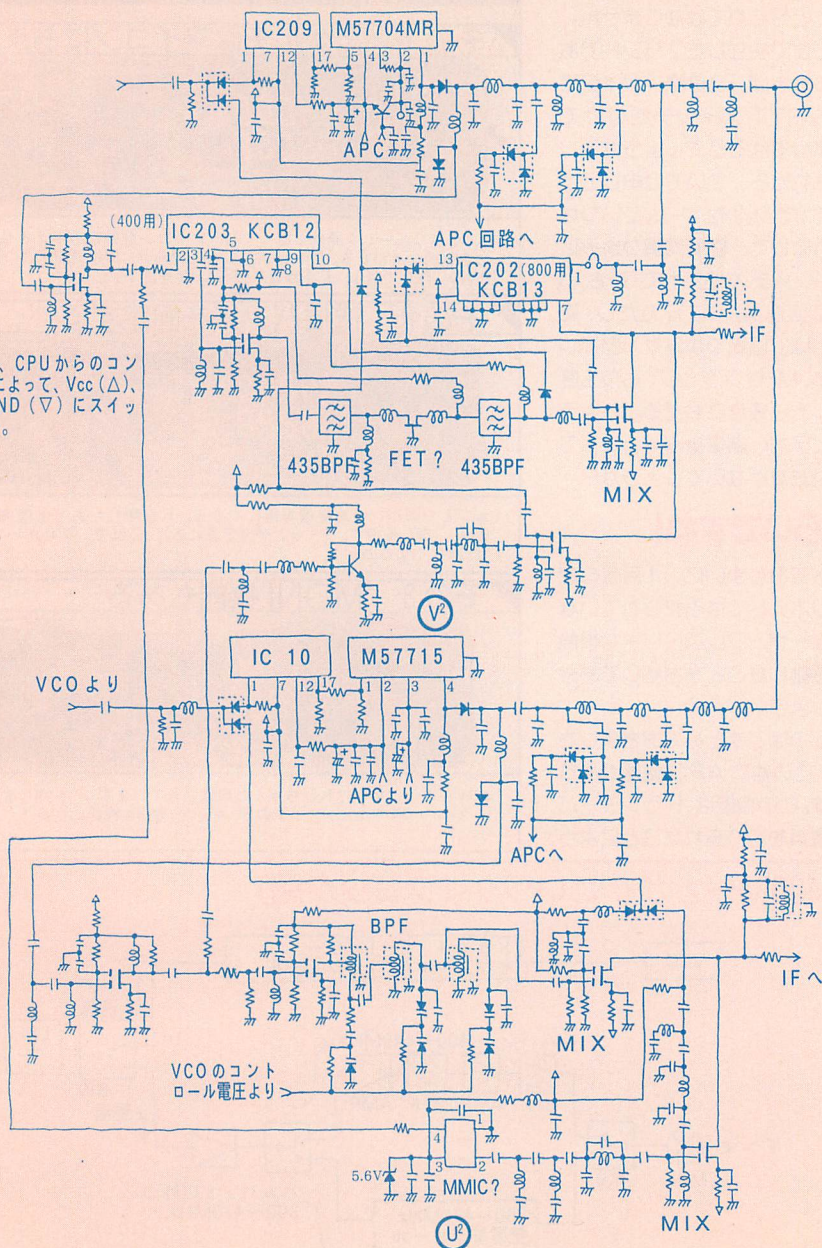 IC209
M57704MR
1 7 12 17 5 4 3 2 1
APC
APC回路へ
(400用)
IC203 KCB12
1 2 3 4 5 6 7 8 9 10
13
IC202(800用)
KCB13
1
14
7
IF
、CPUからのコン
によって、Vcc(△)、
ND(▽)にスイッ
。
435BPF
FET?
435BPF
MIX
V²
IC 10
M57715
1 7 12 17 1 2 3 4
VCOより
APCより
APCへ
BPF
IFへ
MIX
VCOのコント
ロール電圧より
4 1
5.6V
3 2
MMIC?
MIX
U²